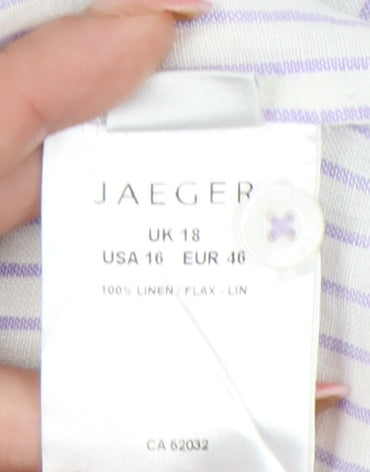 JAEGER
UK 18
USA 16 EUR 46
100% LINEN / FLAX - LIN
CA 62032